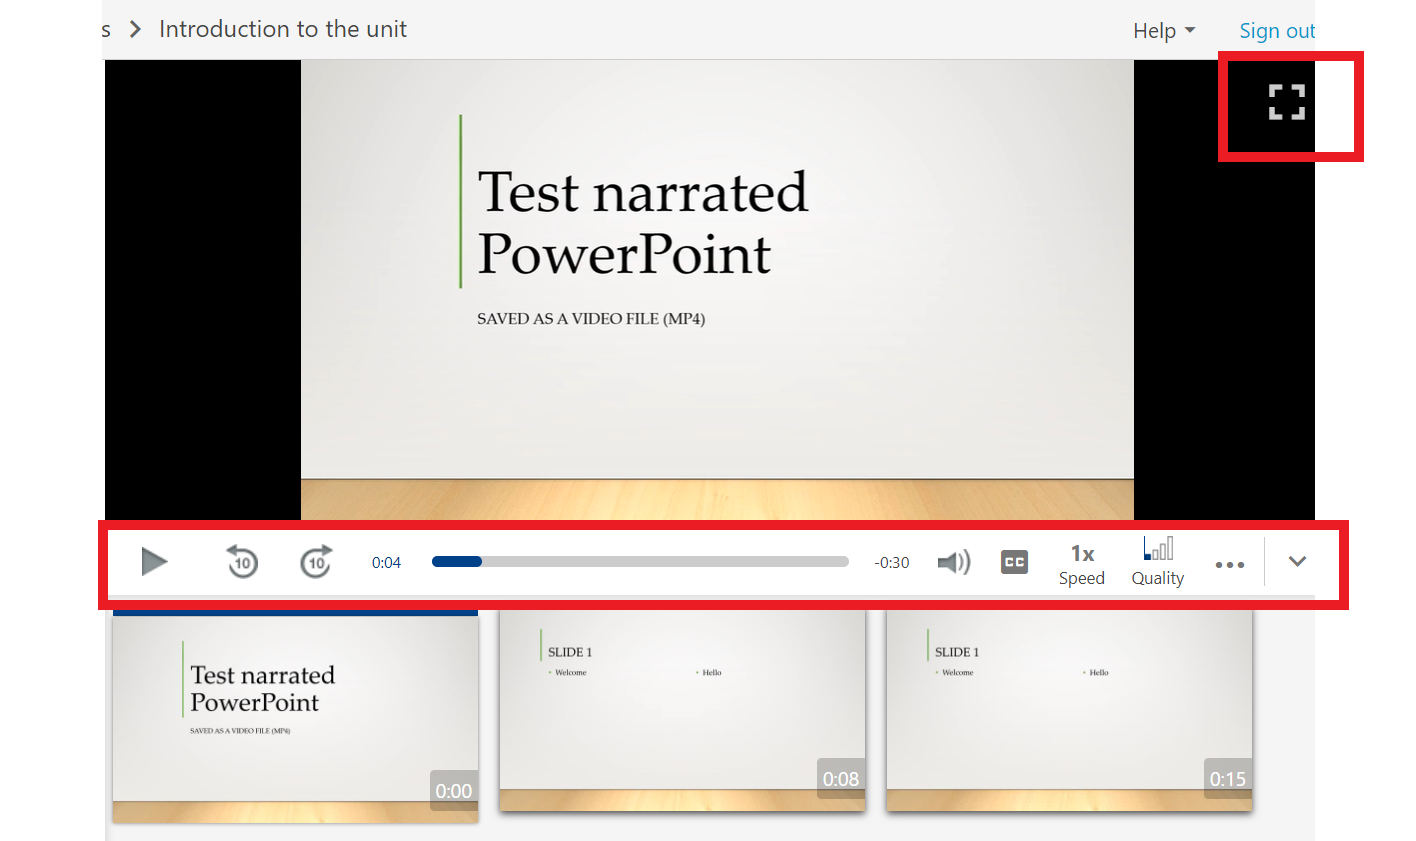 s > Introduction to the unit
Help
Sign out
Test narrated
PowerPoint
SAVED AS A VIDEO FILE (MP4)
10
10
0:04
-0:30
CC
1x
Speed
Quality
Test narrated
PowerPoint
SAVED AS A VIDEO FILE (MP4)
0:00
SLIDE 1
• Welcome
• Hello
0:08
SLIDE 1
• Welcome
• Hello
0:15